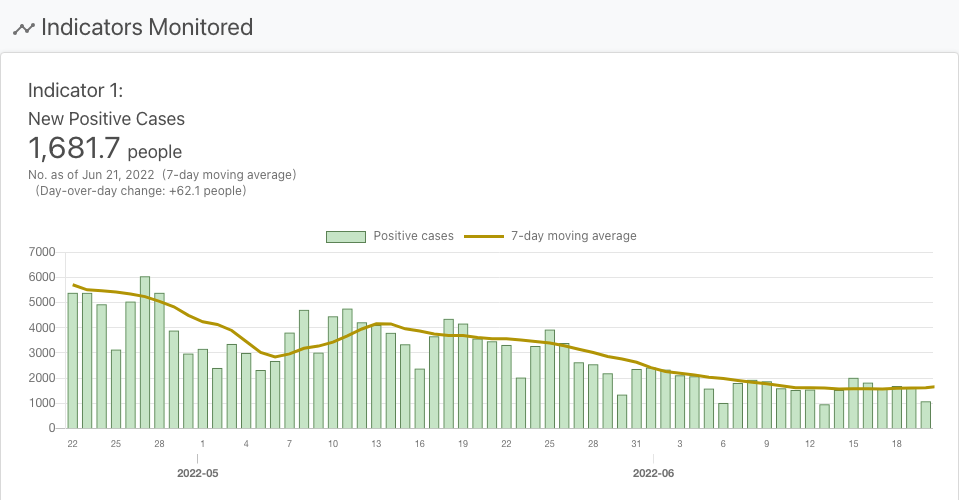 Indicators Monitored
Indicator 1:
New Positive Cases
1,681.7 people
No. as of Jun 21, 2022 (7-day moving average)
(Day-over-day change: +62.1 people)
Positive cases 7-day moving average
7000
6000
5000
4000
3000
2000
1000
0
22 25 28 1 4 7 10 13 16 19 22 25 28 31 3 6 9 12 15 18
2022-05 2022-06